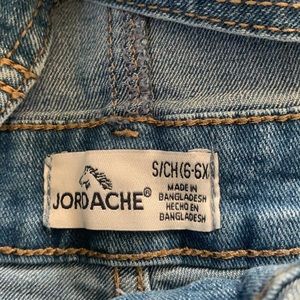 S/CH(6-6X
JORDACHE®
MADE IN
BANGLADESH
HECHO EN
BANGLADESH